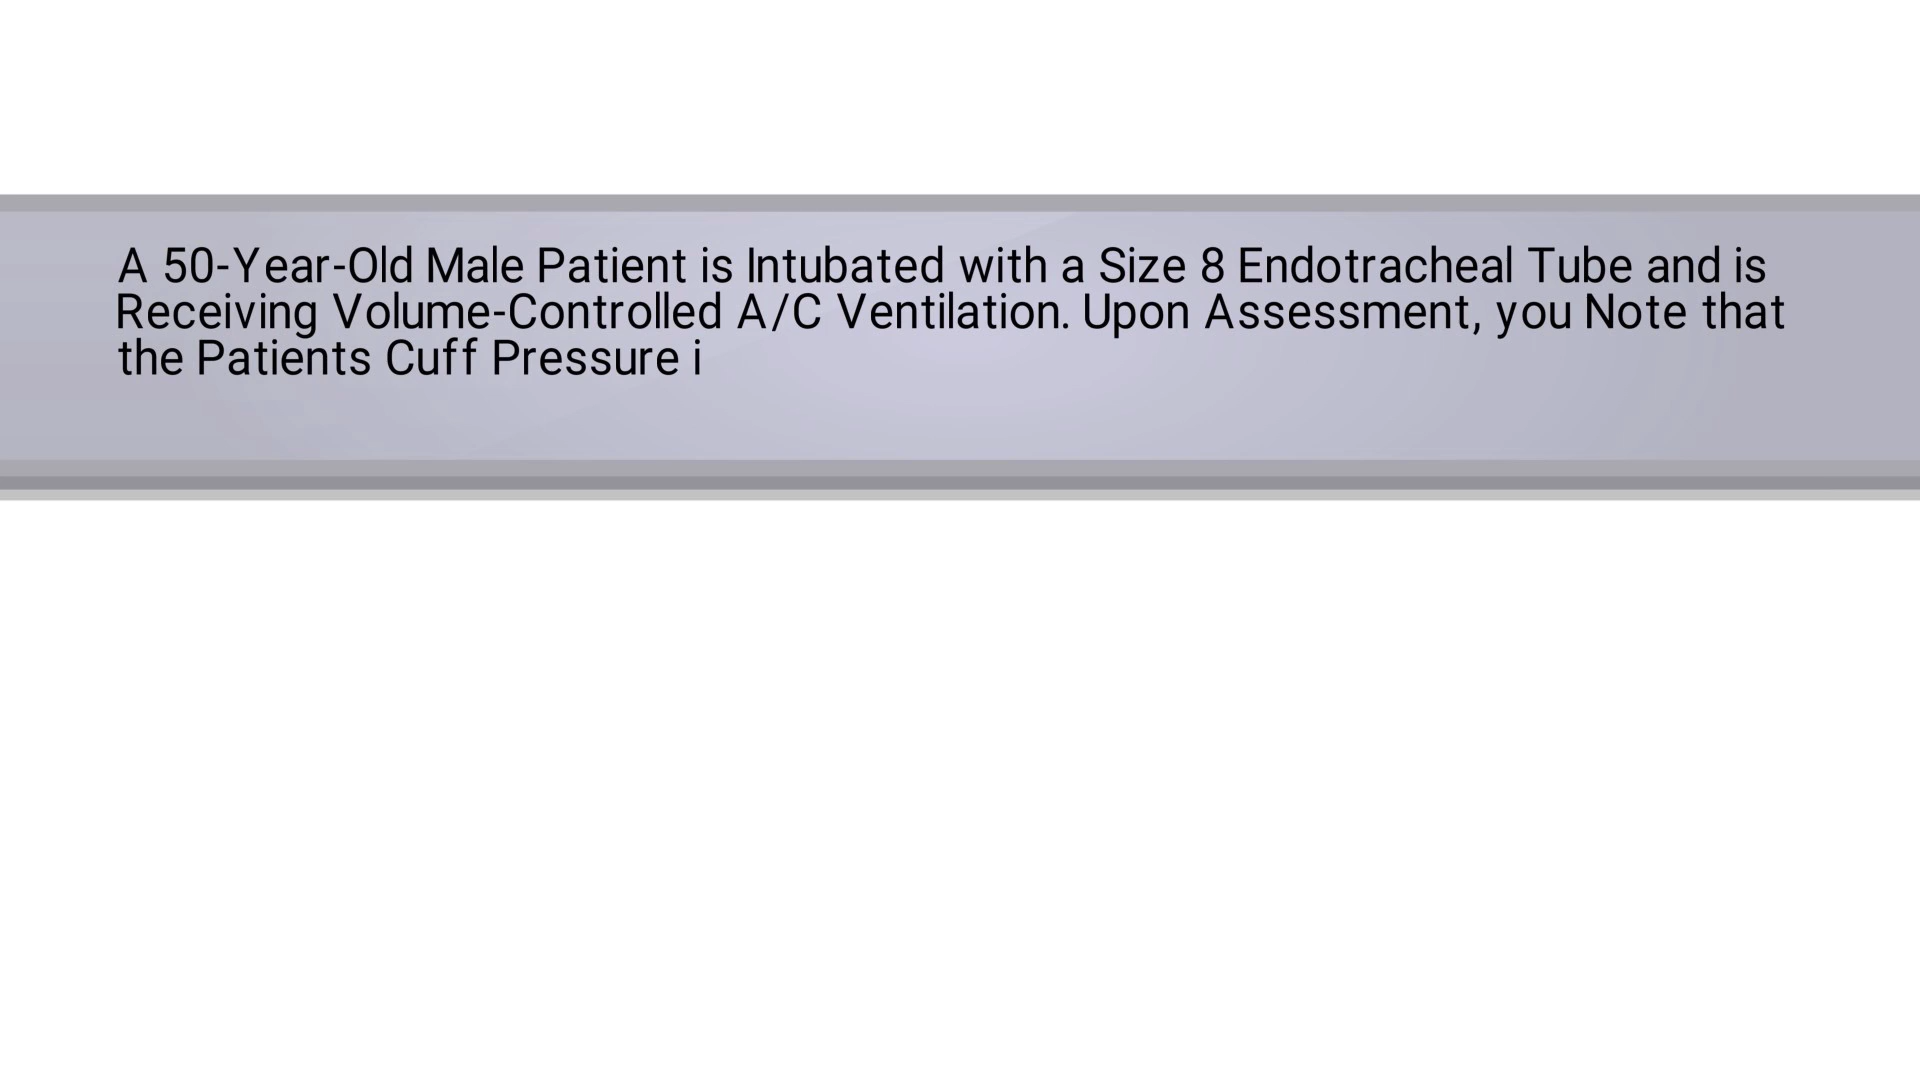 A 50-Year-Old Male Patient is Intubated with a Size 8 Endotracheal Tube and is
Receiving Volume-Controlled A/C Ventilation. Upon Assessment, you Note that
the Patients Cuff Pressure i